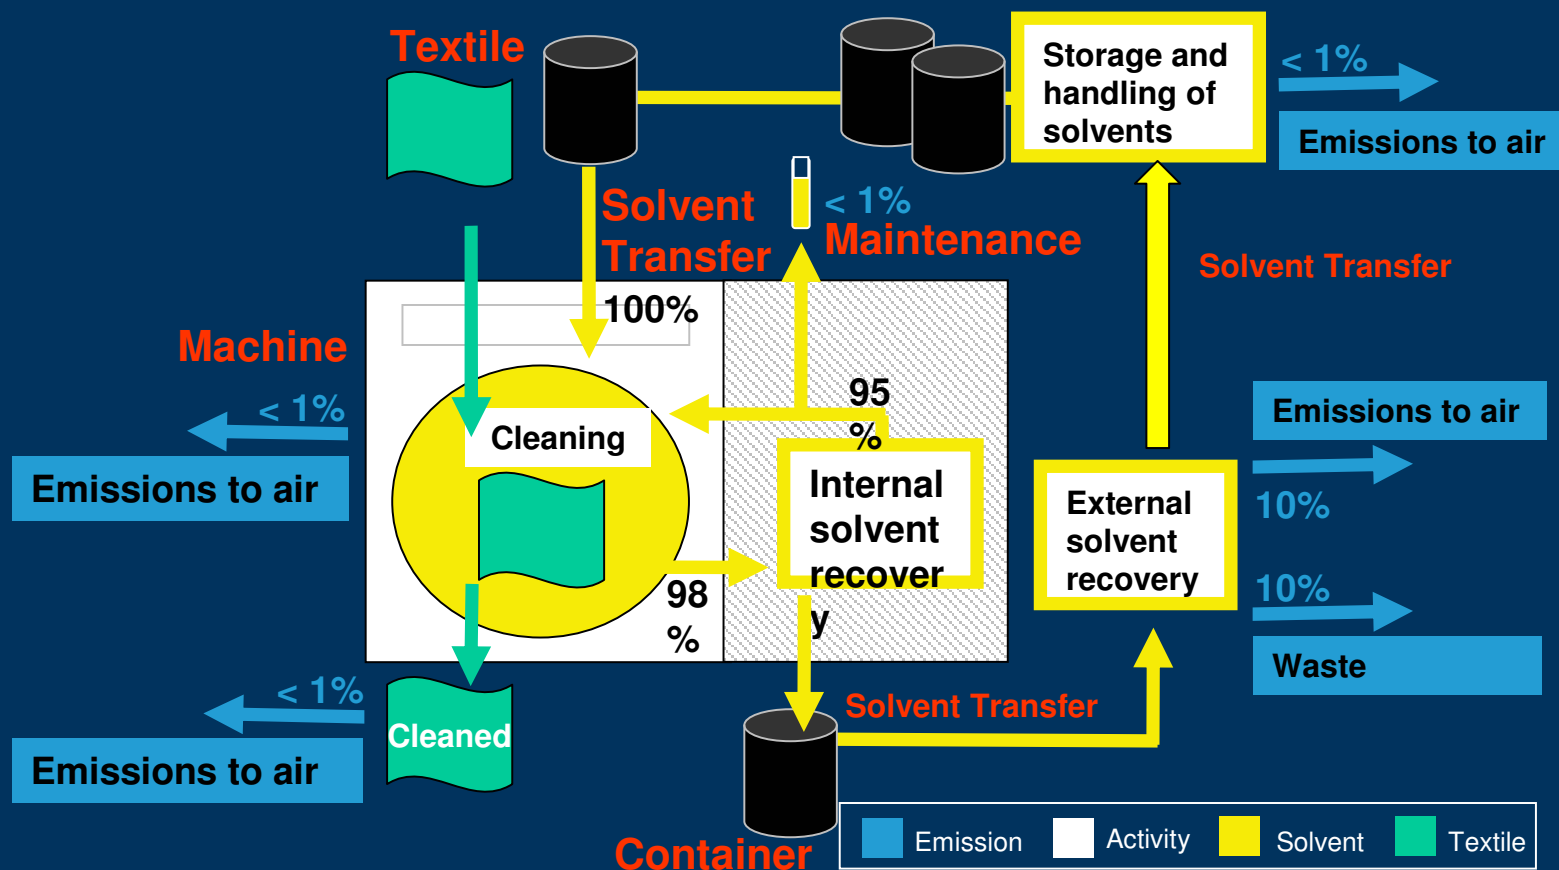 Textile
Storage and
handling of
solvents
< 1%
Emissions to air
Solvent
Transfer
100%
< 1%
Maintenance
Solvent Transfer
Machine
< 1%
Emissions to air
Cleaning
95
%
Internal
solvent
recover
y
98
%
External
solvent
recovery
Emissions to air
10%
10%
Waste
< 1%
Emissions to air
Cleaned
Solvent Transfer
Container
Emission
Activity
Solvent
Textile